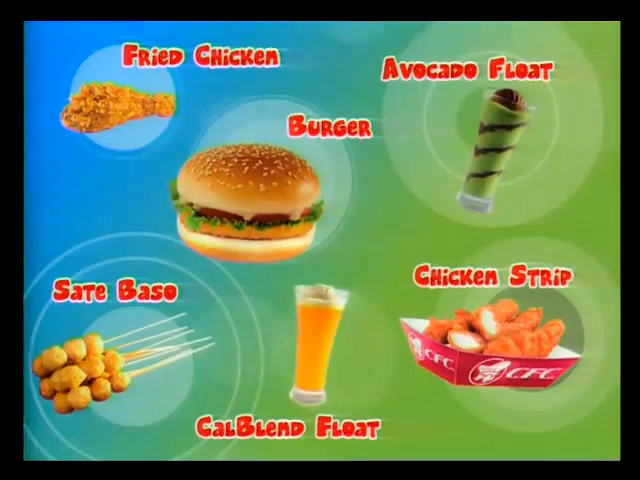 Fried Chicken
Avocado Float
Burger
Chicken Strip
Sate Baso
CFC
CFC
CalBlend Float